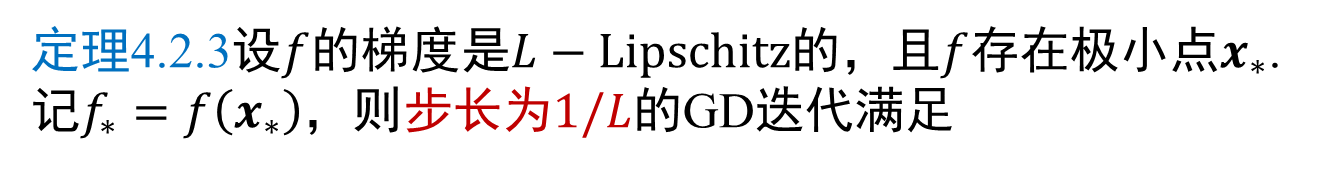 定理4.2.3设f的梯度是L − Lipschitz的，且f存在极小点x∗.
记f∗ = f(x∗)，则步长为1/L的GD迭代满足